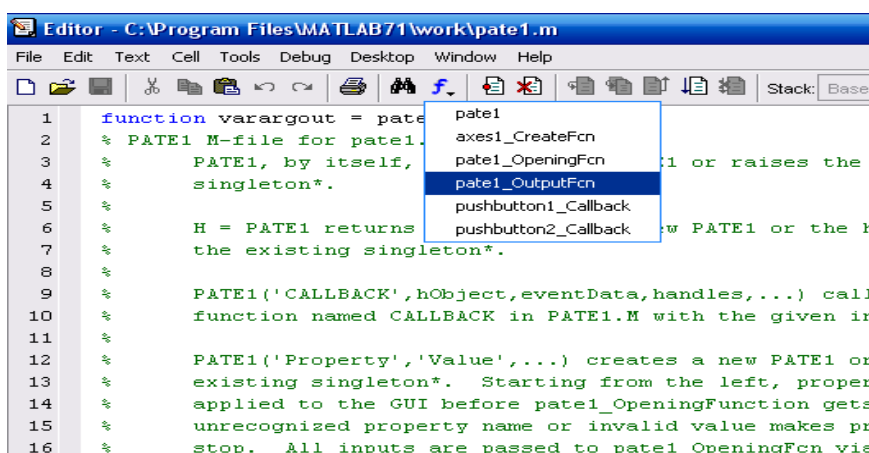 Editor - C:\Program Files\MATLAB71\work\pate1.m
File Edit Text Cell Tools Debug Desktop Window Help
Stack: Base
1 function varargout = pate
2 % PATE1 M-file for pate1.
3 % PATE1, by itself, 1 or raises the
4 % singleton*.
5 %
6 % H = PATE1 returns w PATE1 or the
7 % the existing singleton*.
8 %
9 % PATE1('CALLBACK',hObject,eventData,handles,...) call
10 % function named CALLBACK in PATE1.M with the given in
11 %
12 % PATE1('Property','Value',...) creates a new PATE1 or
13 % existing singleton*. Starting from the left, proper
14 % applied to the GUI before pate1_OpeningFunction gets
15 % unrecognized property name or invalid value makes pr
16 % stop. All inputs are passed to pate1_OpeningFcn via
pate1
axes1_CreateFcn
pate1_OpeningFcn
pate1_OutputFcn
pushbutton1_Callback
pushbutton2_Callback